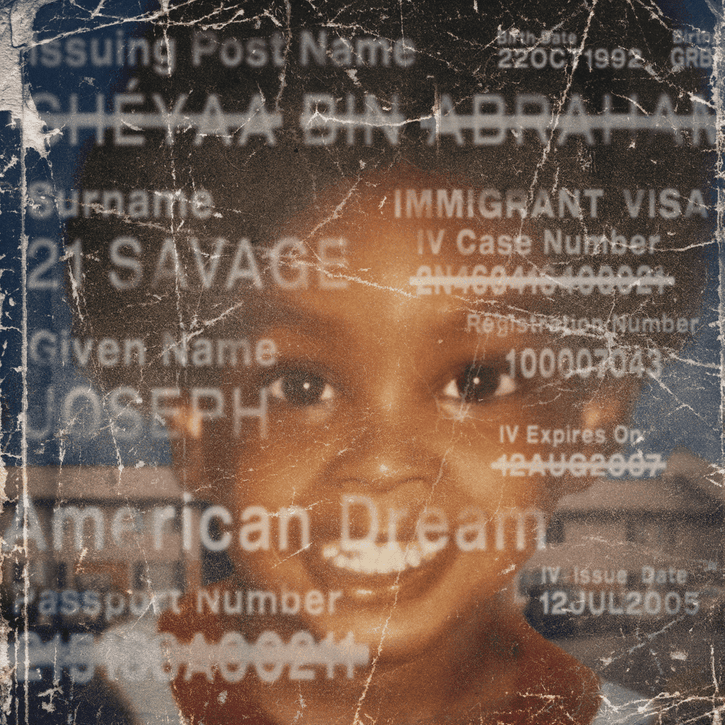 Issuing Post Name
Birth Date
22OCT1992
GRB
SHÉYAA BIN ABRAHAM
Surname
IMMIGRANT VISA
21 SAVAGE
IV Case Number
Registration Number
100007043
Given Name
JOSEPH
IV Expires On
12AUG2007
American Dream
IV Issue Date
12JUL2005
Passport Number